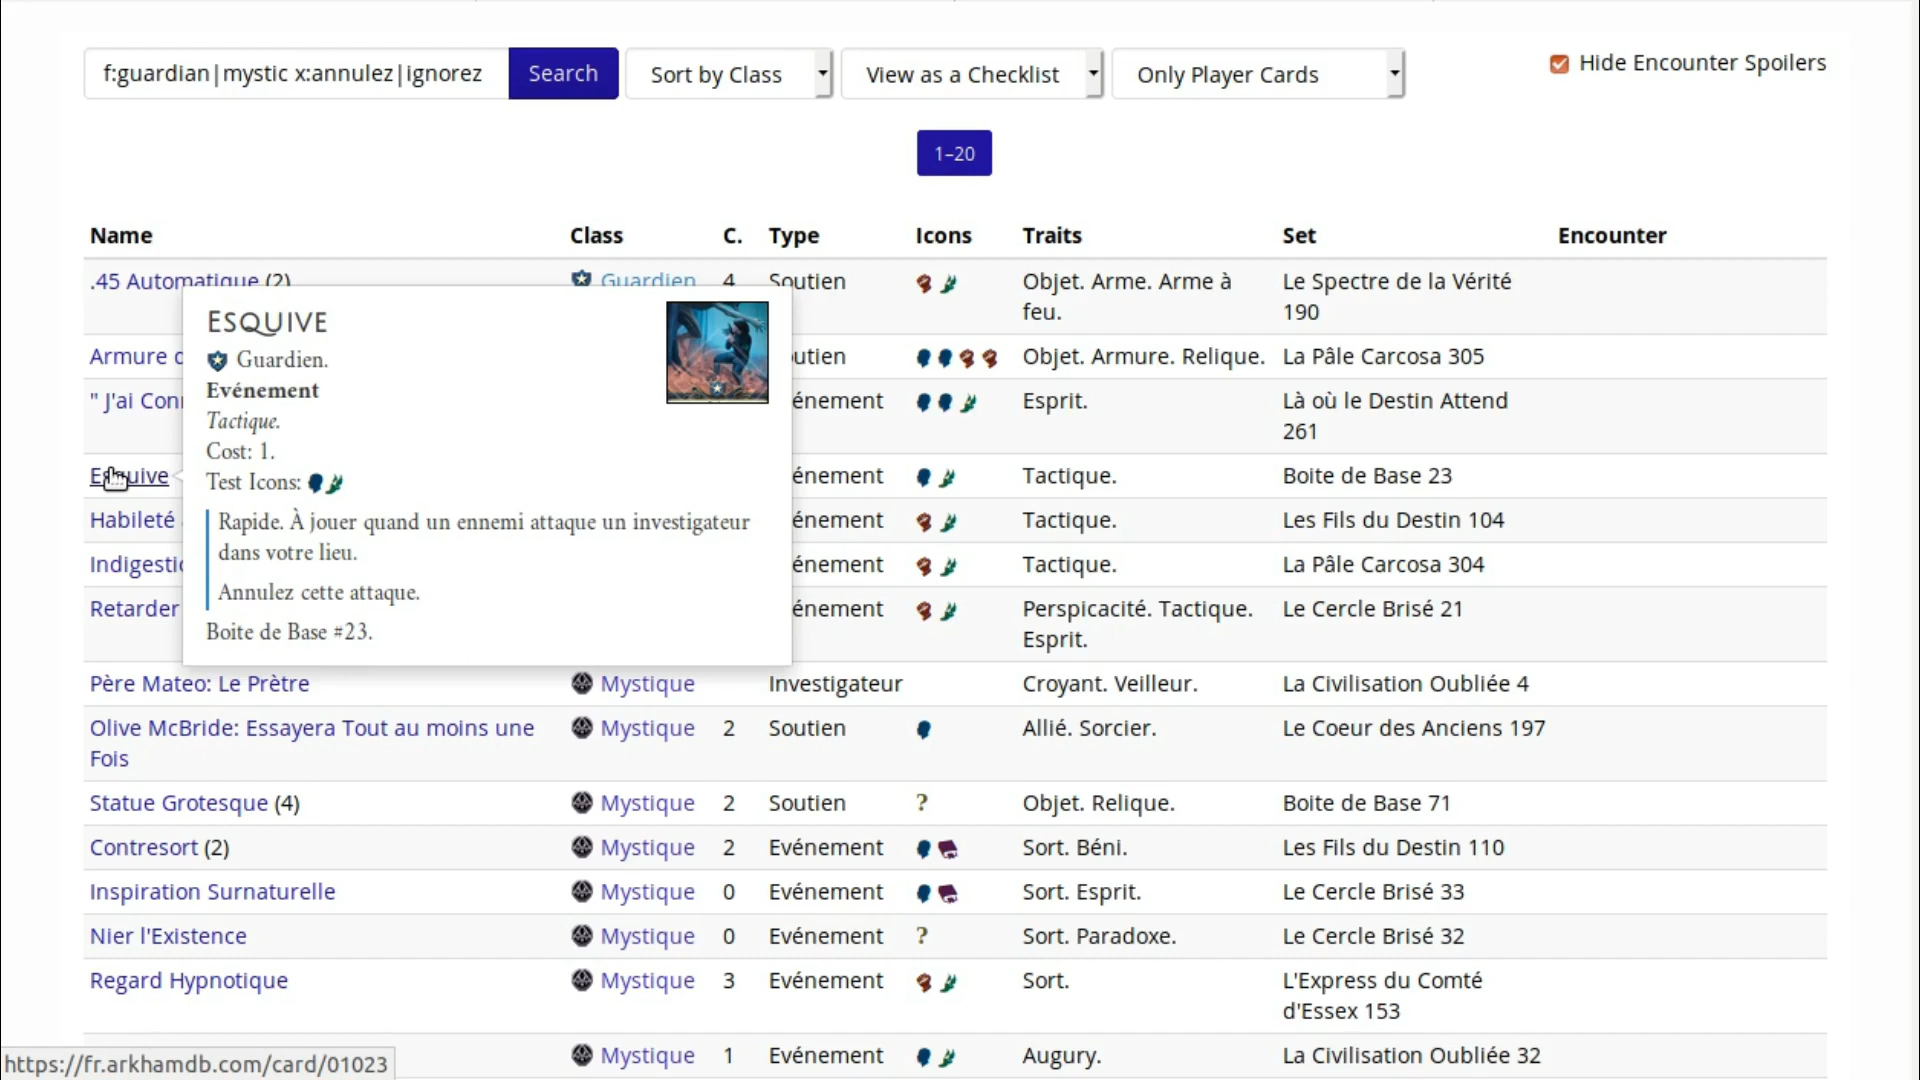 f:guardian|mystic x:annulez|ignorez Search Sort by Class View as a Checklist Only Player Cards Hide Encounter Spoilers
1–20
Name Class C. Type Icons Traits Set Encounter
.45 Automatique (2) Guardien 4 Soutien Objet. Arme. Arme à feu. Le Spectre de la Vérité 190
Armure Objet. Armure. Relique. La Pâle Carcosa 305
" J'ai Esprit. Là où le Destin Attend 261
Esquive Tactique. Boite de Base 23
Habileté Tactique. Les Fils du Destin 104
Tactique. La Pâle Carcosa 304
Retarder Perspicacité. Tactique. Esprit. Le Cercle Brisé 21
ESQUIVE
Guardien.
Evénement
Tactique.
Cost: 1.
Test Icons:
Rapide. À jouer quand un ennemi attaque un investigateur
dans votre lieu.
Annulez cette attaque.
Boite de Base #23.
Père Mateo: Le Prètre Mystique Investigateur Croyant. Veilleur. La Civilisation Oubliée 4
Olive McBride: Essayera Tout au moins une Fois Mystique 2 Soutien Allié. Sorcier. Le Coeur des Anciens 197
Statue Grotesque (4) Mystique 2 Soutien ? Objet. Relique. Boite de Base 71
Contresort (2) Mystique 2 Evénement Sort. Béni. Les Fils du Destin 110
Inspiration Surnaturelle Mystique 0 Evénement Sort. Esprit. Le Cercle Brisé 33
Nier l'Existence Mystique 0 Evénement ? Sort. Paradoxe. Le Cercle Brisé 32
Regard Hypnotique Mystique 3 Evénement Sort. L'Express du Comté d'Essex 153
Mystique 1 Evénement Augury. La Civilisation Oubliée 32
https://fr.arkhamdb.com/card/01023